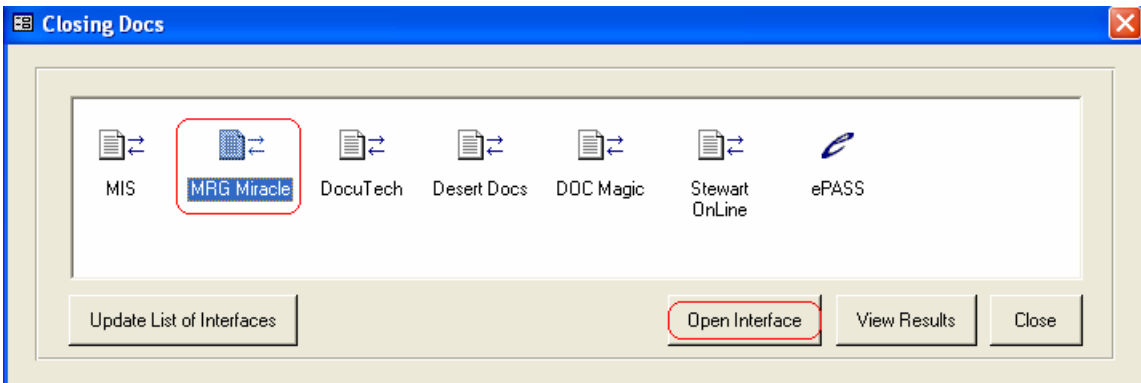 Closing Docs
MIS MRG Miracle DocuTech Desert Docs DOC Magic Stewart ePASS
OnLine
Update List of Interfaces Open Interface View Results Close